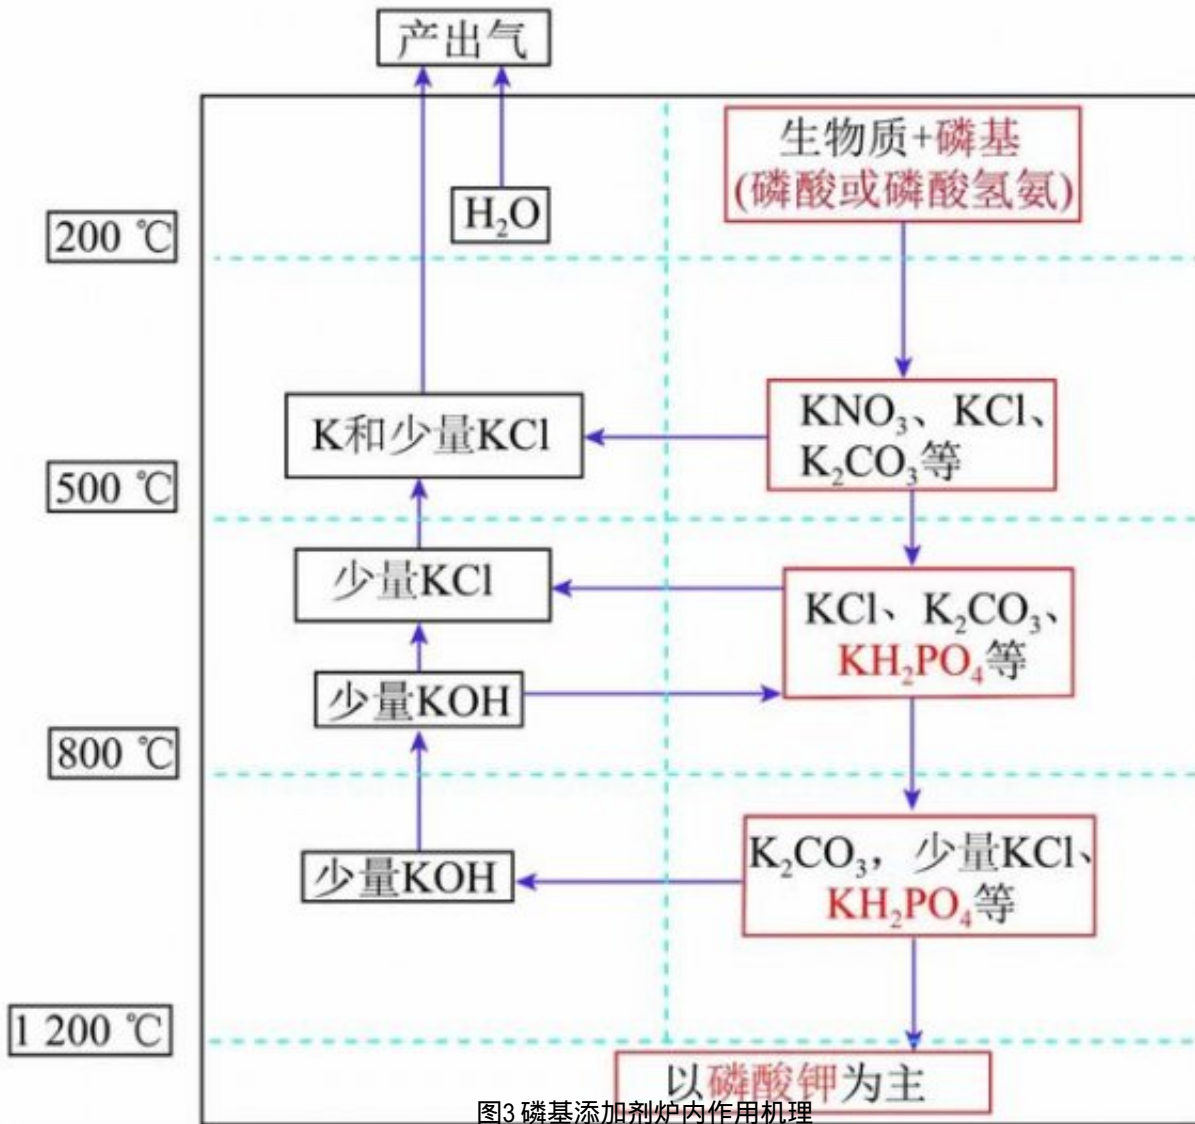 产出气
生物质+磷基
(磷酸或磷酸氢氨)
H₂O
200 ℃
KNO₃、KCl、
K₂CO₃等
K和少量KCl
500 ℃
少量KCl
KCl、K₂CO₃、
KH₂PO₄等
少量KOH
800 ℃
K₂CO₃，少量KCl、
KH₂PO₄等
少量KOH
1 200 ℃
以磷酸钾为主
图3 磷基添加剂炉内作用机理